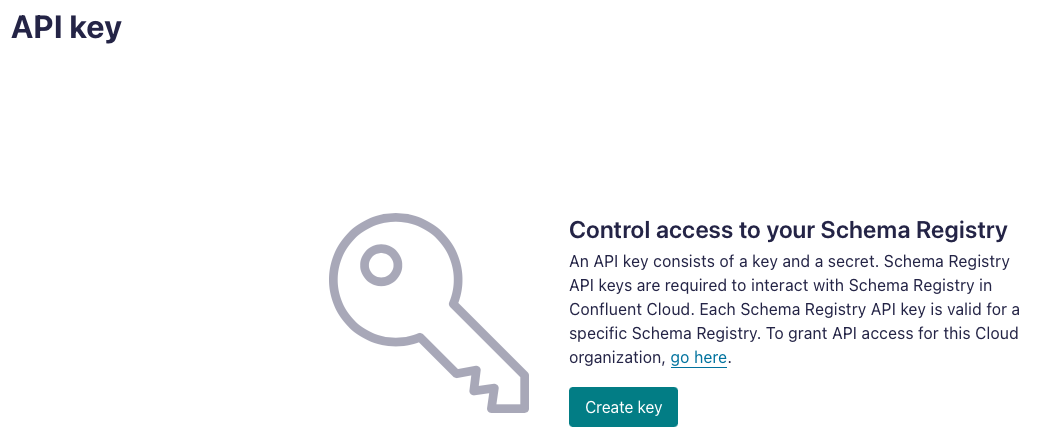 API key
Control access to your Schema Registry
An API key consists of a key and a secret. Schema Registry
API keys are required to interact with Schema Registry in
Confluent Cloud. Each Schema Registry API key is valid for a
specific Schema Registry. To grant API access for this Cloud
organization, go here.
Create key